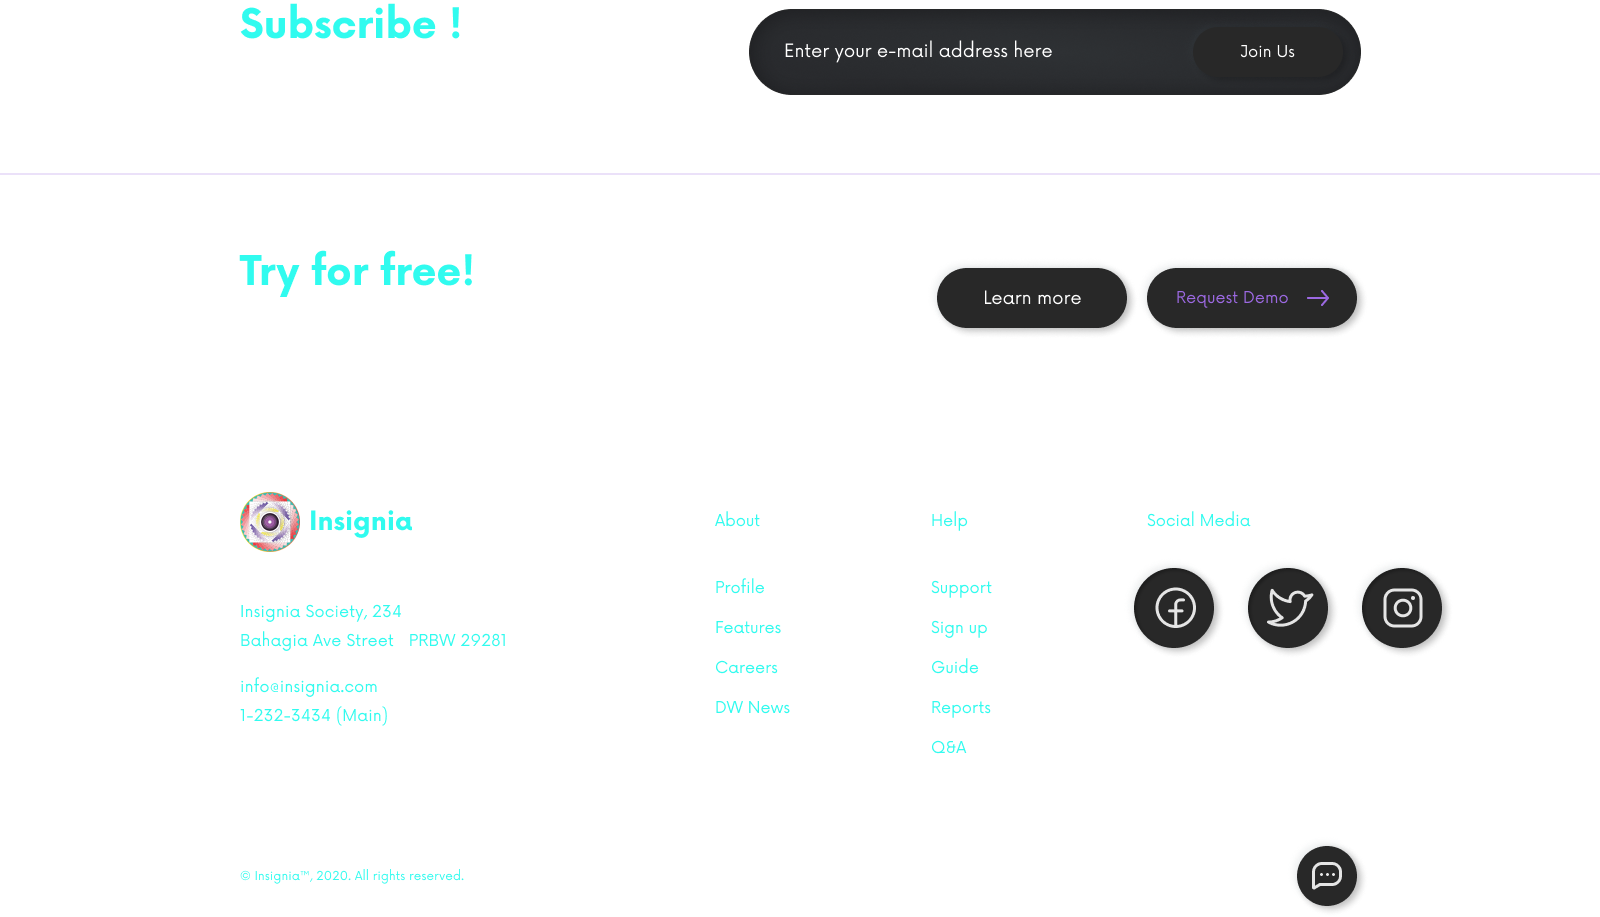 Subscribe !
Enter your e-mail address here
Join Us
Try for free!
Learn more
Request Demo
Insignia
Insignia Society, 234
Bahagia Ave Street PRBW 29281
info@insignia.com
1-232-3434 (Main)
About
Profile
Features
Careers
DW News
Help
Support
Sign up
Guide
Reports
Q&A
Social Media
© Insignia™, 2020. All rights reserved.